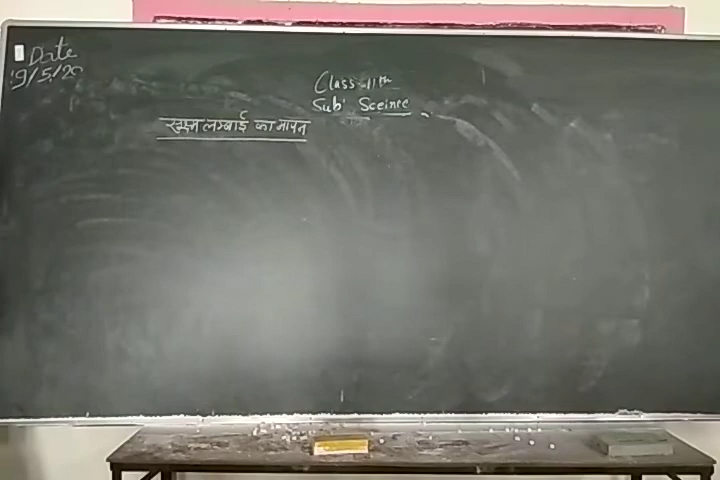 Date
19/5/20
Class-11th
Sub' Sceince
सूक्ष्म लम्बाई का मापन